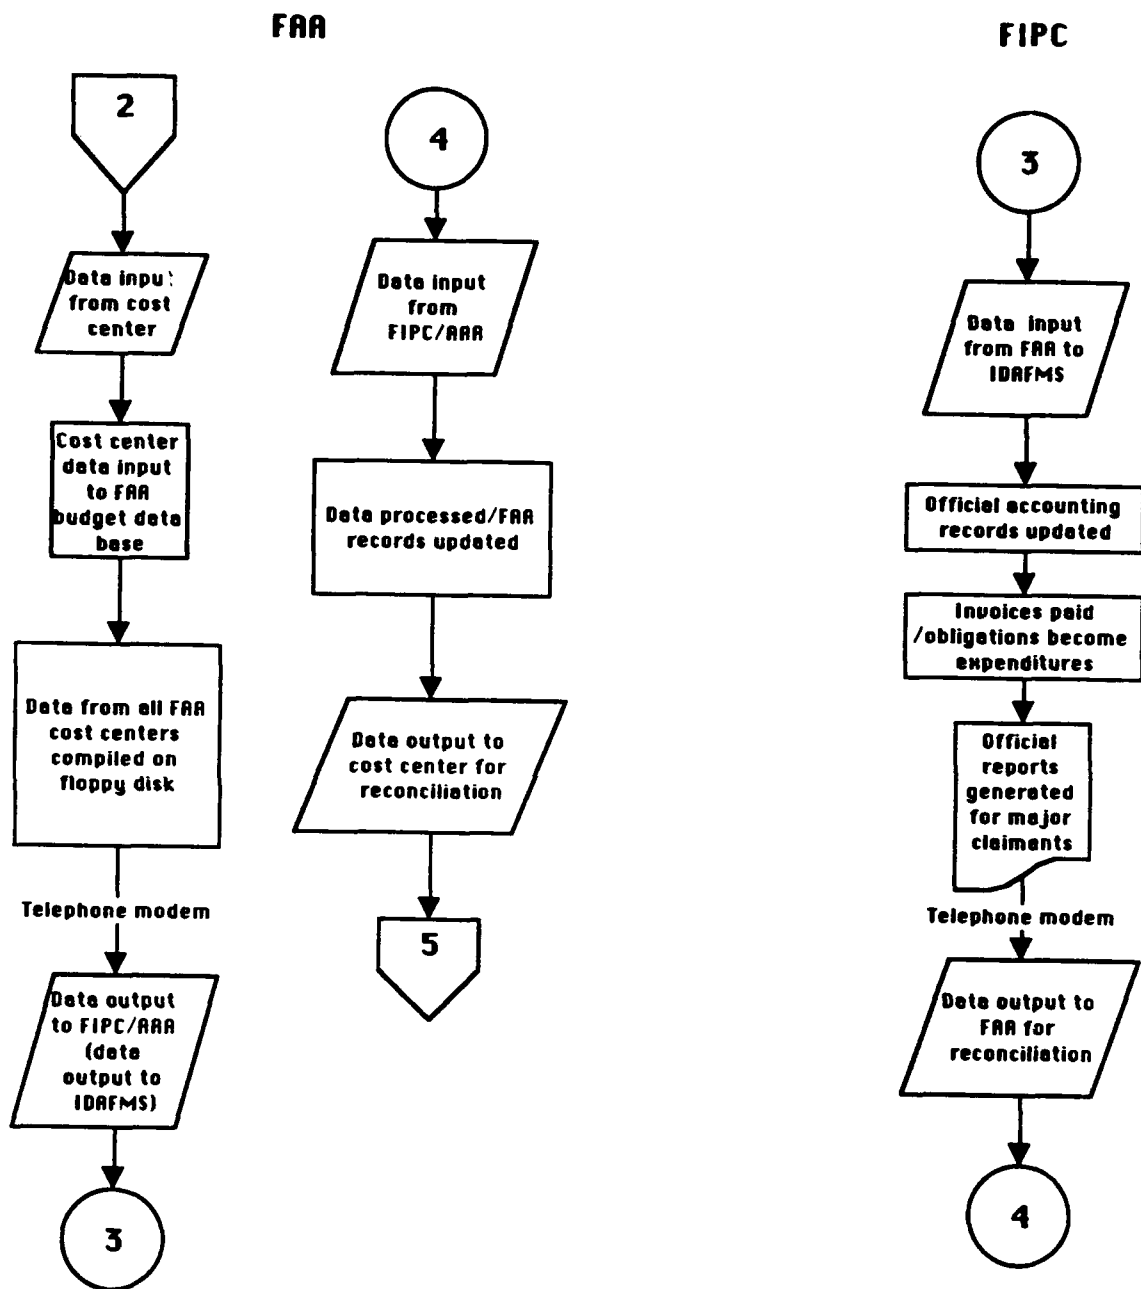 FAA
2
Data input
from cost
center
Cost center
data input
to FAA
budget data
base
Data from all FAA
cost centers
compiled on
floppy disk
Telephone modem
Data output
to FIPC/AAA
(data
output to
IDAFMS)
3
4
Data input
from
FIPC/AAA
Data processed/FAA
records updated
Data output to
cost center for
reconciliation
5
FIPC
3
Data input
from FAA to
IDAFMS
Official accounting
records updated
Invoices paid
/obligations become
expenditures
Official
reports
generated
for major
claimants
Telephone modem
Data output to
FAA for
reconciliation
4